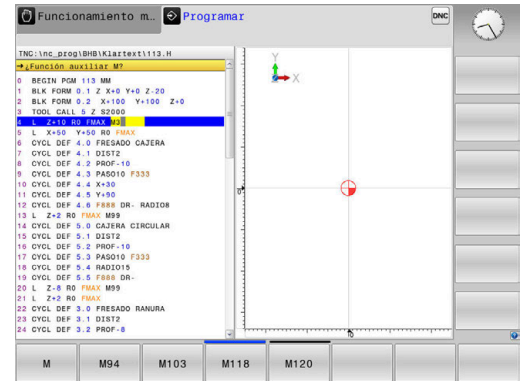 Funcionamiento m... Programar DNC
TNC:\nc_prog\BHB\Klartext\113.H
→¿Función auxiliar M?
0 BEGIN PGM 113 MM
1 BLK FORM 0.1 Z X+0 Y+0 Z-20
2 BLK FORM 0.2 X+100 Y+100 Z+0
3 TOOL CALL 5 Z S2000
4 L Z+10 R0 FMAX M3
5 L X+50 Y+50 R0 FMAX
6 CYCL DEF 4.0 FRESADO CAJERA
7 CYCL DEF 4.1 DIST2
8 CYCL DEF 4.2 PROF-10
9 CYCL DEF 4.3 PASO10 F333
10 CYCL DEF 4.4 X+30
11 CYCL DEF 4.5 Y+90
12 CYCL DEF 4.6 F888 DR- RADIO8
13 L Z+2 R0 FMAX M99
14 CYCL DEF 5.0 CAJERA CIRCULAR
15 CYCL DEF 5.1 DIST2
16 CYCL DEF 5.2 PROF-10
17 CYCL DEF 5.3 PASO10 F333
18 CYCL DEF 5.4 RADIO15
19 CYCL DEF 5.5 F888 DR-
20 L Z-8 R0 FMAX M99
21 L Z+2 R0 FMAX
22 CYCL DEF 3.0 FRESADO RANURA
23 CYCL DEF 3.1 DIST2
24 CYCL DEF 3.2 PROF-8
Y
X
0
0
M M94 M103 M118 M120